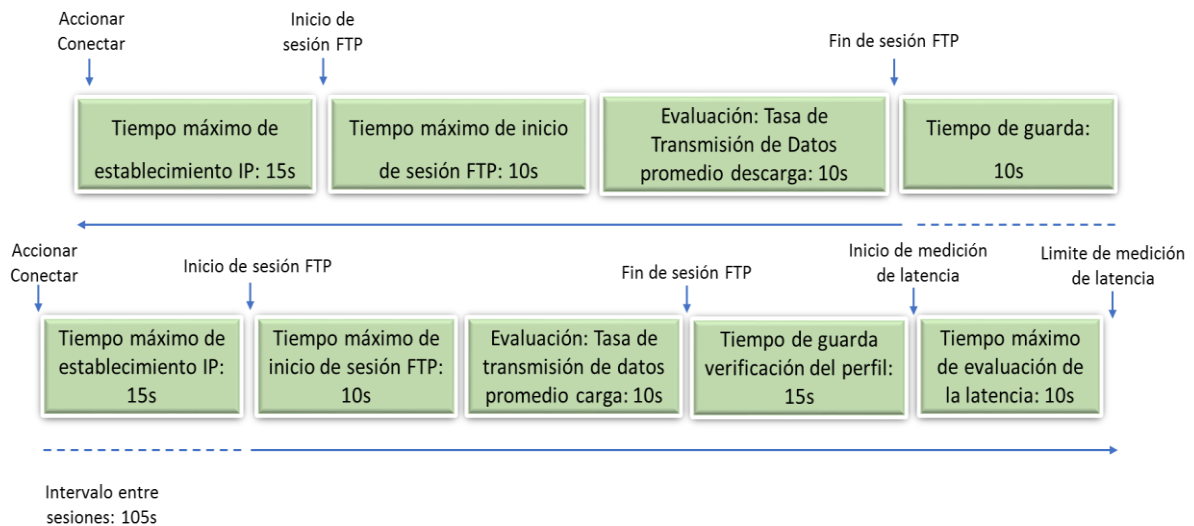 Accionar
Conectar
Inicio de
sesión FTP
Fin de sesión FTP
Tiempo máximo de
establecimiento IP: 15s
Tiempo máximo de inicio
de sesión FTP: 10s
Evaluación: Tasa de
Transmisión de Datos
promedio descarga: 10s
Tiempo de guarda:
10s
Accionar
Conectar
Inicio de sesión FTP
Fin de sesión FTP
Inicio de medición
de latencia
Limite de medición
de latencia
Tiempo máximo de
establecimiento IP:
15s
Tiempo máximo de
inicio de sesión FTP:
10s
Evaluación: Tasa de
transmisión de datos
promedio carga: 10s
Tiempo de guarda
verificación del perfil:
15s
Tiempo máximo
de evaluación de
la latencia: 10s
Intervalo entre
sesiones: 105s